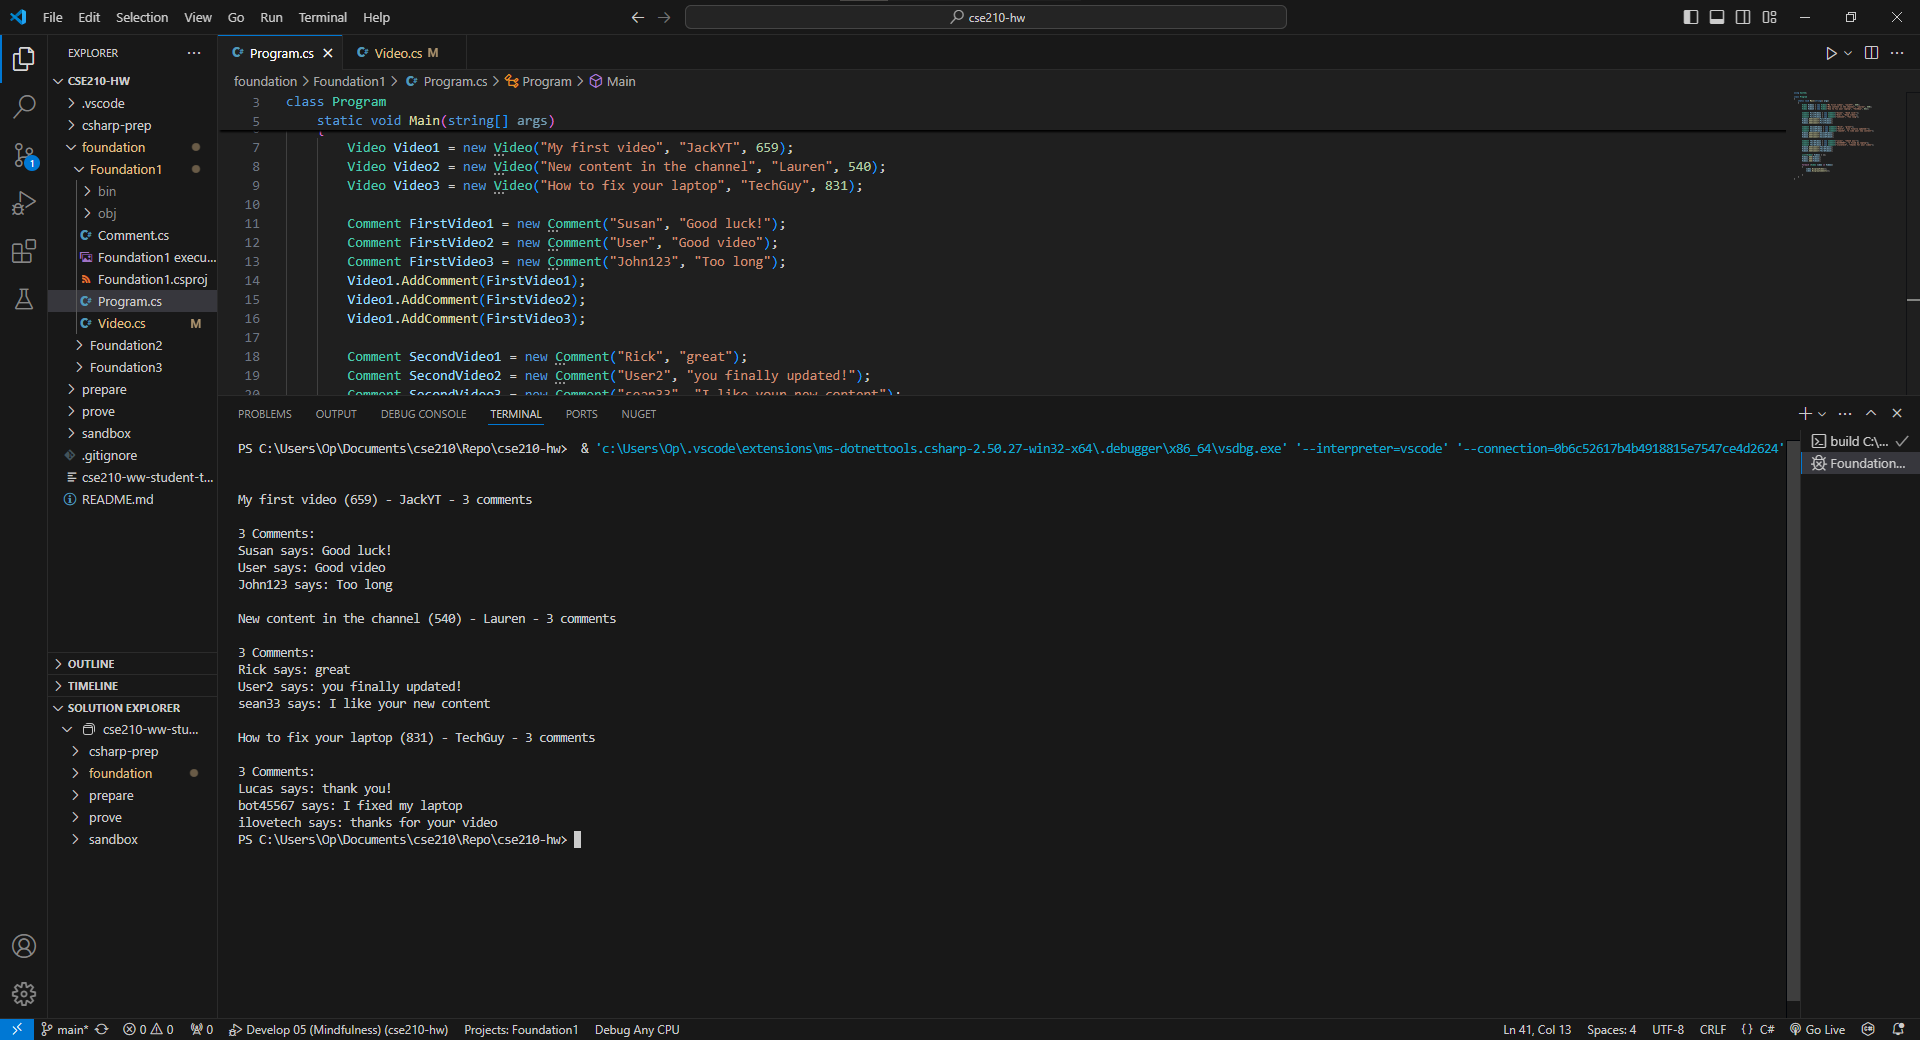 File Edit Selection View Go Run Terminal Help
cse210-hw
EXPLORER
CSE210-HW
.vscode
csharp-prep
foundation
Foundation1
bin
obj
Comment.cs
Foundation1 execu...
Foundation1.csproj
Program.cs
Video.cs M
Foundation2
Foundation3
prepare
prove
sandbox
.gitignore
cse210-ww-student-t...
README.md
OUTLINE
TIMELINE
SOLUTION EXPLORER
cse210-ww-stu...
csharp-prep
foundation
prepare
prove
sandbox
1
Program.cs
Video.cs M
foundation > Foundation1 > Program.cs > Program > Main
3 class Program
5 static void Main(string[] args)
7 Video Video1 = new Video("My first video", "JackYT", 659);
8 Video Video2 = new Video("New content in the channel", "Lauren", 540);
9 Video Video3 = new Video("How to fix your laptop", "TechGuy", 831);
10
11 Comment FirstVideo1 = new Comment("Susan", "Good luck!");
12 Comment FirstVideo2 = new Comment("User", "Good video");
13 Comment FirstVideo3 = new Comment("John123", "Too long");
14 Video1.AddComment(FirstVideo1);
15 Video1.AddComment(FirstVideo2);
16 Video1.AddComment(FirstVideo3);
17
18 Comment SecondVideo1 = new Comment("Rick", "great");
19 Comment SecondVideo2 = new Comment("User2", "you finally updated!");
20 Comment SecondVideo3 = new Comment("sean33", "I like your new content");
PROBLEMS OUTPUT DEBUG CONSOLE TERMINAL PORTS NUGET
PS C:\Users\Op\Documents\cse210\Repo\cse210-hw> & 'c:\Users\Op\.vscode\extensions\ms-dotnettools.csharp-2.50.27-win32-x64\.debugger\x86_64\vsdbg.exe' '--interpreter=vscode' '--connection=0b6c52617b4b4918815e7547ce4d2624'
My first video (659) - JackYT - 3 comments
3 Comments:
Susan says: Good luck!
User says: Good video
John123 says: Too long
New content in the channel (540) - Lauren - 3 comments
3 Comments:
Rick says: great
User2 says: you finally updated!
sean33 says: I like your new content
How to fix your laptop (831) - TechGuy - 3 comments
3 Comments:
Lucas says: thank you!
bot45567 says: I fixed my laptop
ilovetech says: thanks for your video
PS C:\Users\Op\Documents\cse210\Repo\cse210-hw>
build C:\...
Foundation...
main* 0 0 0 Develop 05 (Mindfulness) (cse210-hw) Projects: Foundation1 Debug Any CPU
Ln 41, Col 13 Spaces: 4 UTF-8 CRLF {} C# Go Live